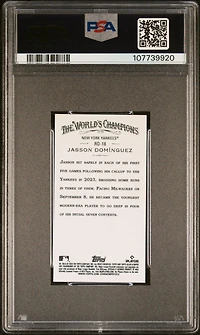 PSA
107739920
THE WORLD'S CHAMPIONS
NEW YORK YANKEES
RD-18
JASSON DOMÍNGUEZ
JASSON HIT SAFELY IN EACH OF HIS FIRST
FIVE GAMES FOLLOWING HIS CALLUP TO THE
YANKEES IN 2023, SMASHING HOME RUNS
IN THREE OF THEM. FACING MILWAUKEE ON
SEPTEMBER 8, HE BECAME THE YOUNGEST
MODERN-ERA PLAYER TO GO DEEP IN FOUR
OF HIS INITIAL SEVEN CONTESTS.
Topps